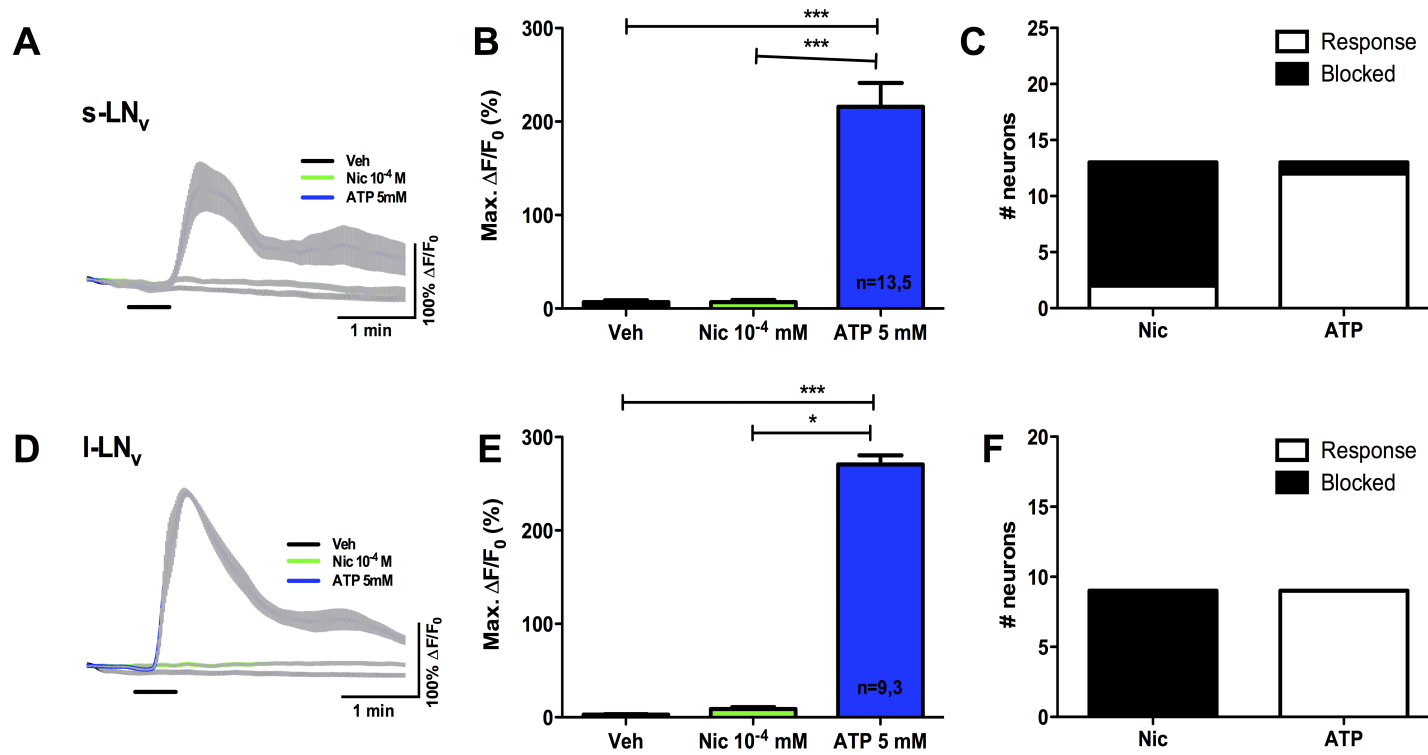 A
s-LNv
Veh
Nic 10-4 M
ATP 5mM
100% ΔF/F0
1 min
B
Max. ΔF/F0 (%)
300
200
100
0
***
***
n=13,5
Veh
Nic 10-4 mM
ATP 5 mM
C
# neurons
25
20
15
10
5
0
Response
Blocked
Nic
ATP
D
l-LNv
Veh
Nic 10-4 M
ATP 5mM
100% ΔF/F0
1 min
E
Max. ΔF/F0 (%)
300
200
100
0
***
*
n=9,3
Veh
Nic 10-4 mM
ATP 5 mM
F
# neurons
20
15
10
5
0
Response
Blocked
Nic
ATP